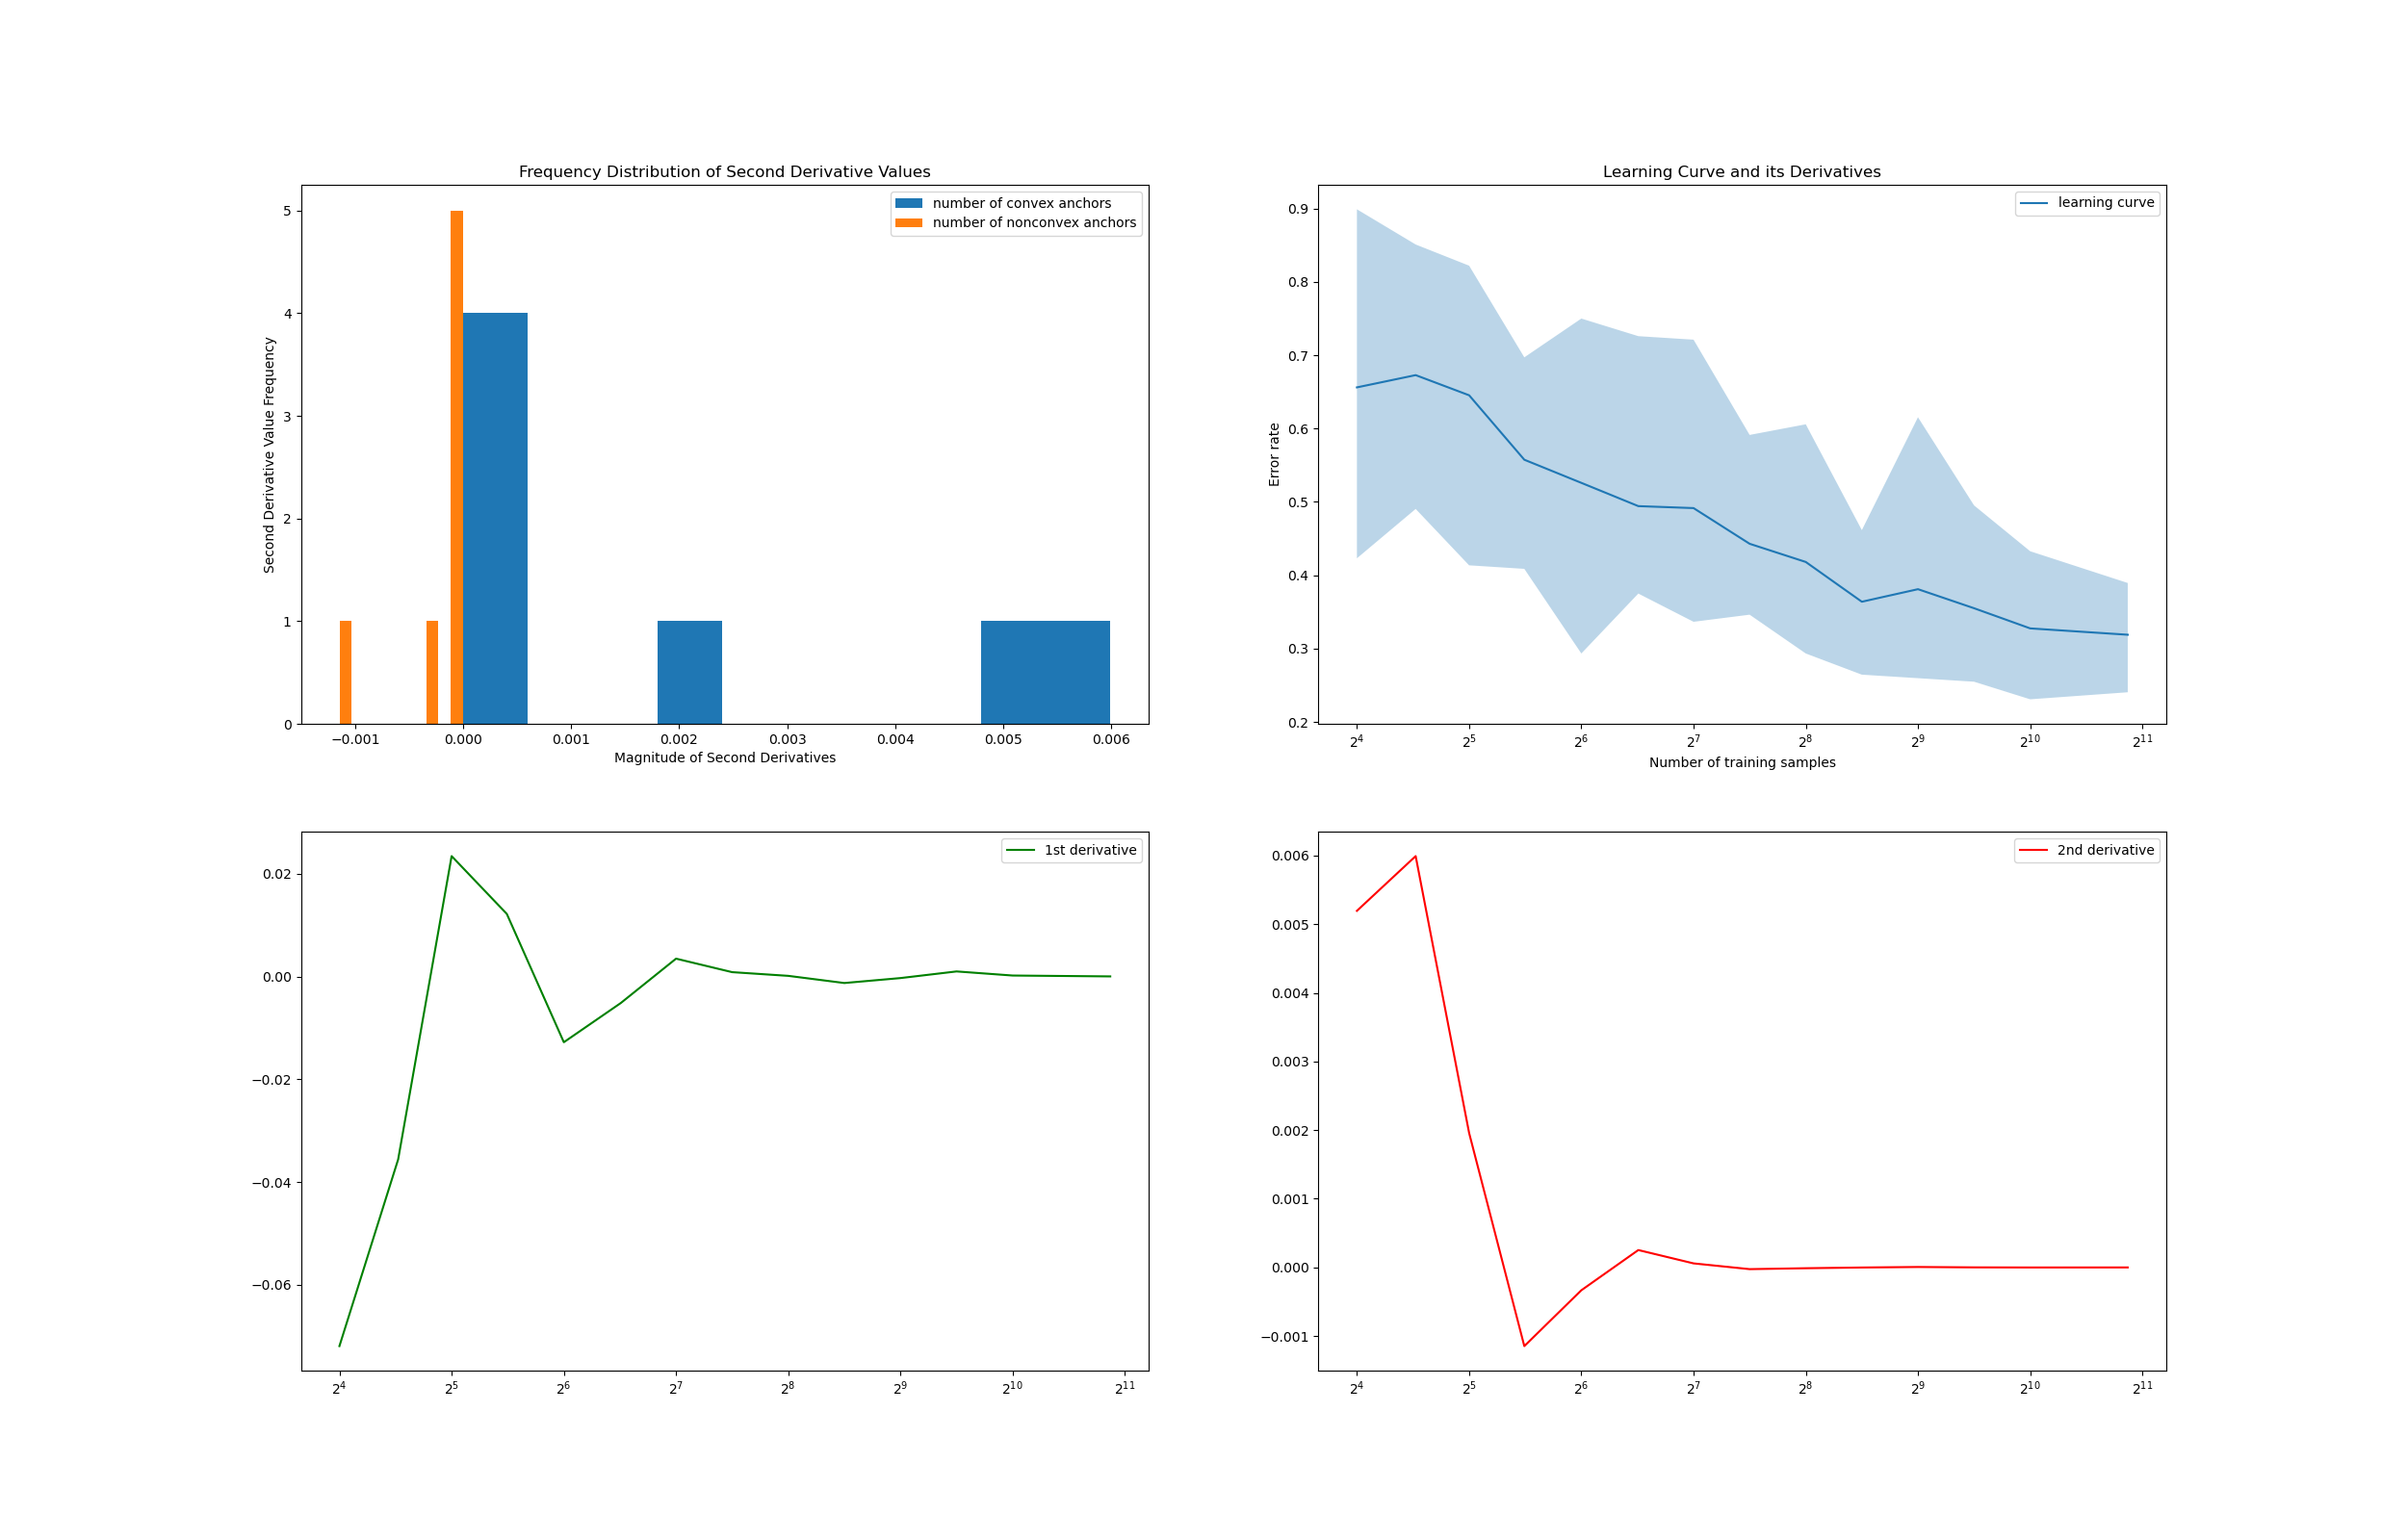 Frequency Distribution of Second Derivative Values
number of convex anchors
number of nonconvex anchors
Second Derivative Value Frequency
5
4
3
2
1
0
−0.001 0.000 0.001 0.002 0.003 0.004 0.005 0.006
Magnitude of Second Derivatives
Learning Curve and its Derivatives
learning curve
Error rate
0.9
0.8
0.7
0.6
0.5
0.4
0.3
0.2
2⁴ 2⁵ 2⁶ 2⁷ 2⁸ 2⁹ 2¹⁰ 2¹¹
Number of training samples
1st derivative
0.02
0.00
−0.02
−0.04
−0.06
2⁴ 2⁵ 2⁶ 2⁷ 2⁸ 2⁹ 2¹⁰ 2¹¹
2nd derivative
0.006
0.005
0.004
0.003
0.002
0.001
0.000
−0.001
2⁴ 2⁵ 2⁶ 2⁷ 2⁸ 2⁹ 2¹⁰ 2¹¹